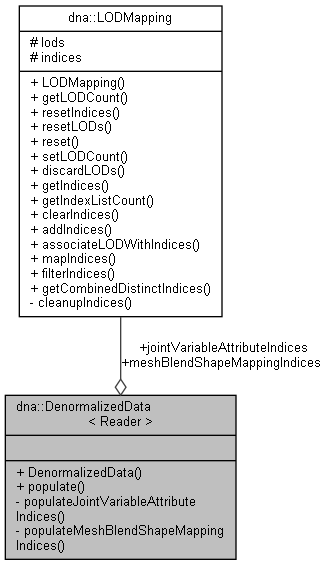 dna::LODMapping
# lods
# indices
+ LODMapping()
+ getLODCount()
+ resetIndices()
+ resetLODs()
+ reset()
+ setLODCount()
+ discardLODs()
+ getIndices()
+ getIndexListCount()
+ clearIndices()
+ addIndices()
+ associateLODWithIndices()
+ mapIndices()
+ filterIndices()
+ getCombinedDistinctIndices()
- cleanupIndices()
+jointVariableAttributeIndices
+meshBlendShapeMappingIndices
dna::DenormalizedData
< Reader >
+ DenormalizedData()
+ populate()
- populateJointVariableAttribute
Indices()
- populateMeshBlendShapeMapping
Indices()